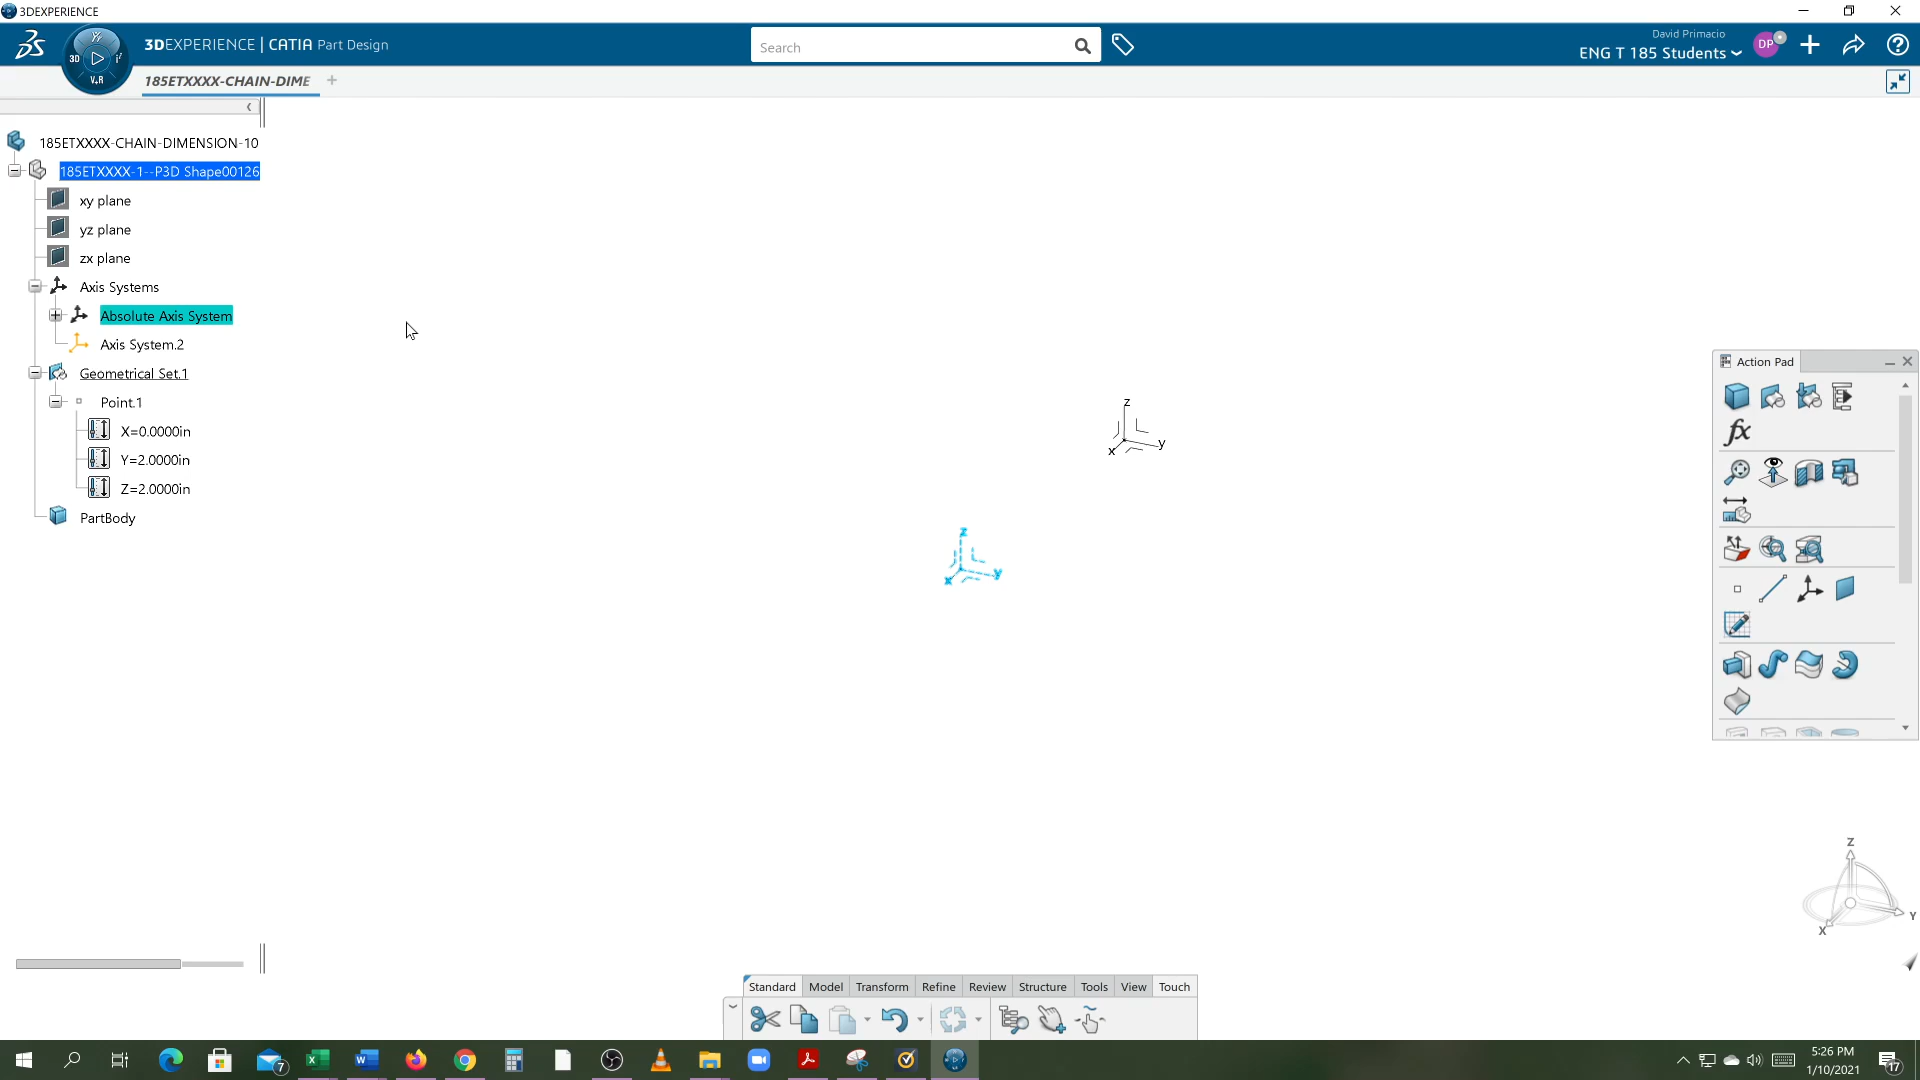 3DEXPERIENCE
3DEXPERIENCE | CATIA Part Design
3D
V+R
Search
David Primacio
ENG T 185 Students
DP
185ETXXXX-CHAIN-DIME
185ETXXXX-CHAIN-DIMENSION-10
185ETXXXX-1--P3D Shape00126
xy plane
yz plane
zx plane
Axis Systems
Absolute Axis System
Axis System.2
Geometrical Set.1
Point.1
X=0.0000in
Y=2.0000in
Z=2.0000in
PartBody
z
y
x
z
y
x
Action Pad
fx
Z
Y
X
Standard
Model
Transform
Refine
Review
Structure
Tools
View
Touch
7
5:26 PM
1/10/2021
17